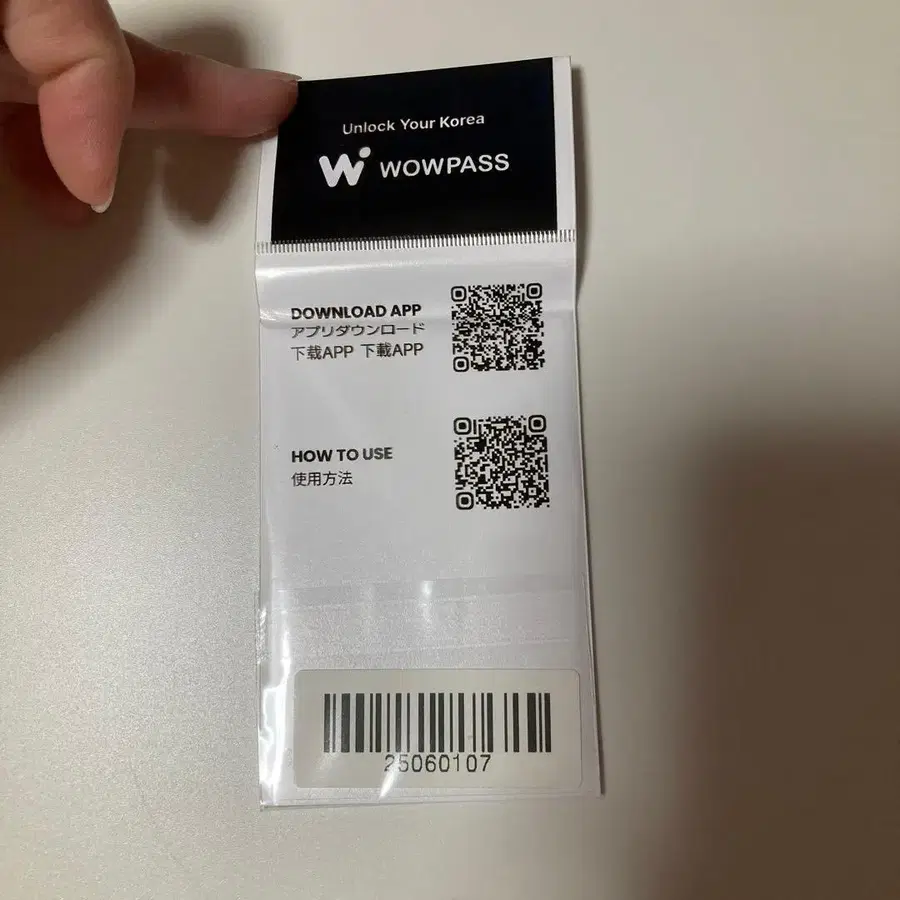 Unlock Your Korea
WOWPASS
DOWNLOAD APP
アプリダウンロード
下载APP 下載APP
HOW TO USE
使用方法
25060107